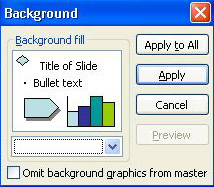 Background
Background fill
Title of Slide
• Bullet text
Apply to All
Apply
Cancel
Preview
Omit background graphics from master